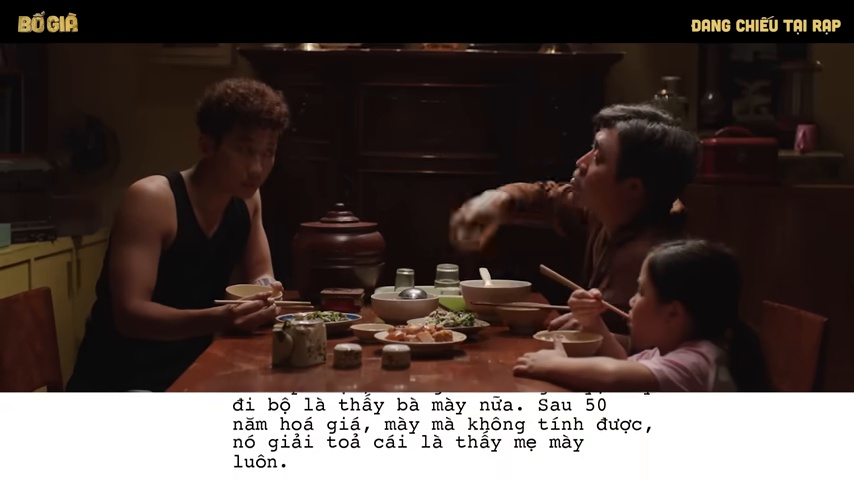 BỐ GIÀ
ĐANG CHIẾU TẠI RẠP
đi bộ là thấy bà mày nữa. Sau 50
năm hoá giá, mày mà không tính được,
nó giải toả cái là thấy mẹ mày
luôn.